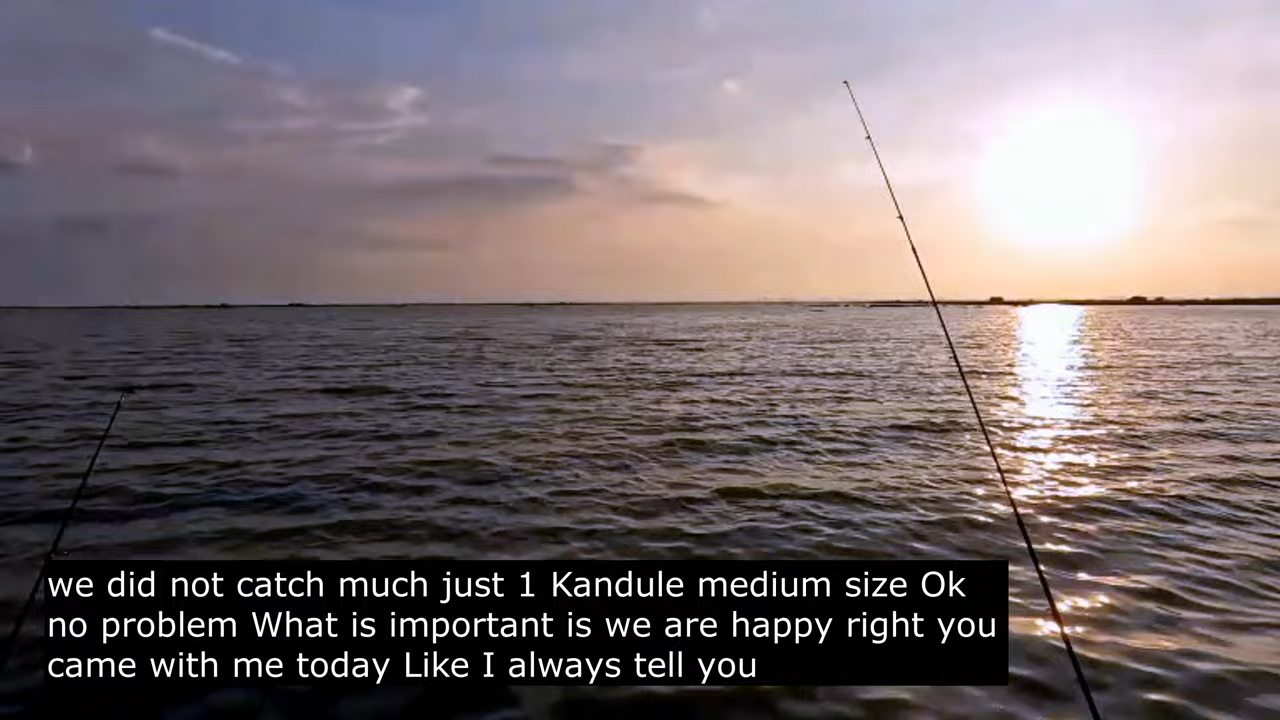 we did not catch much just 1 Kandule medium size Ok
no problem What is important is we are happy right you
came with me today Like I always tell you